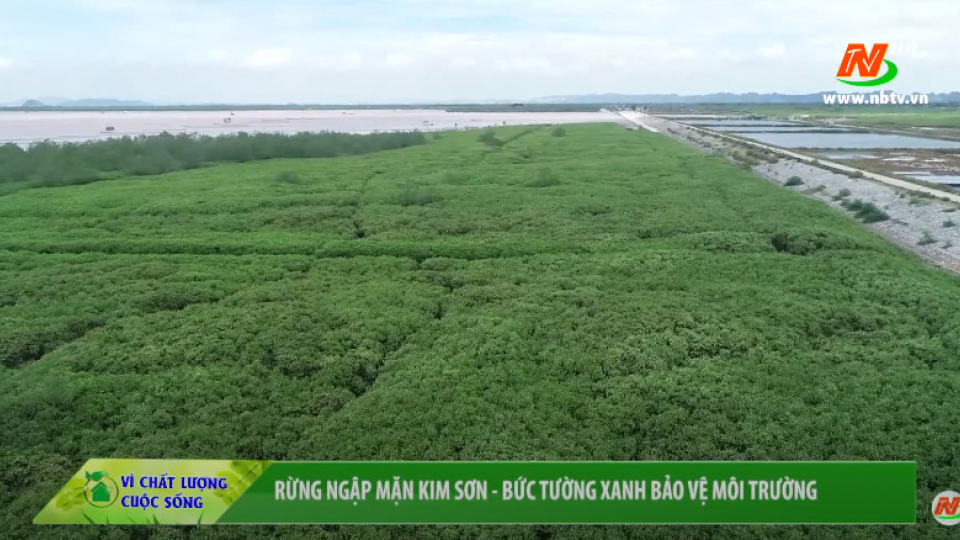 www.nbtv.vn
VÌ CHẤT LƯỢNG
CUỘC SỐNG
RỪNG NGẬP MẶN KIM SƠN - BỨC TƯỜNG XANH BẢO VỆ MÔI TRƯỜNG